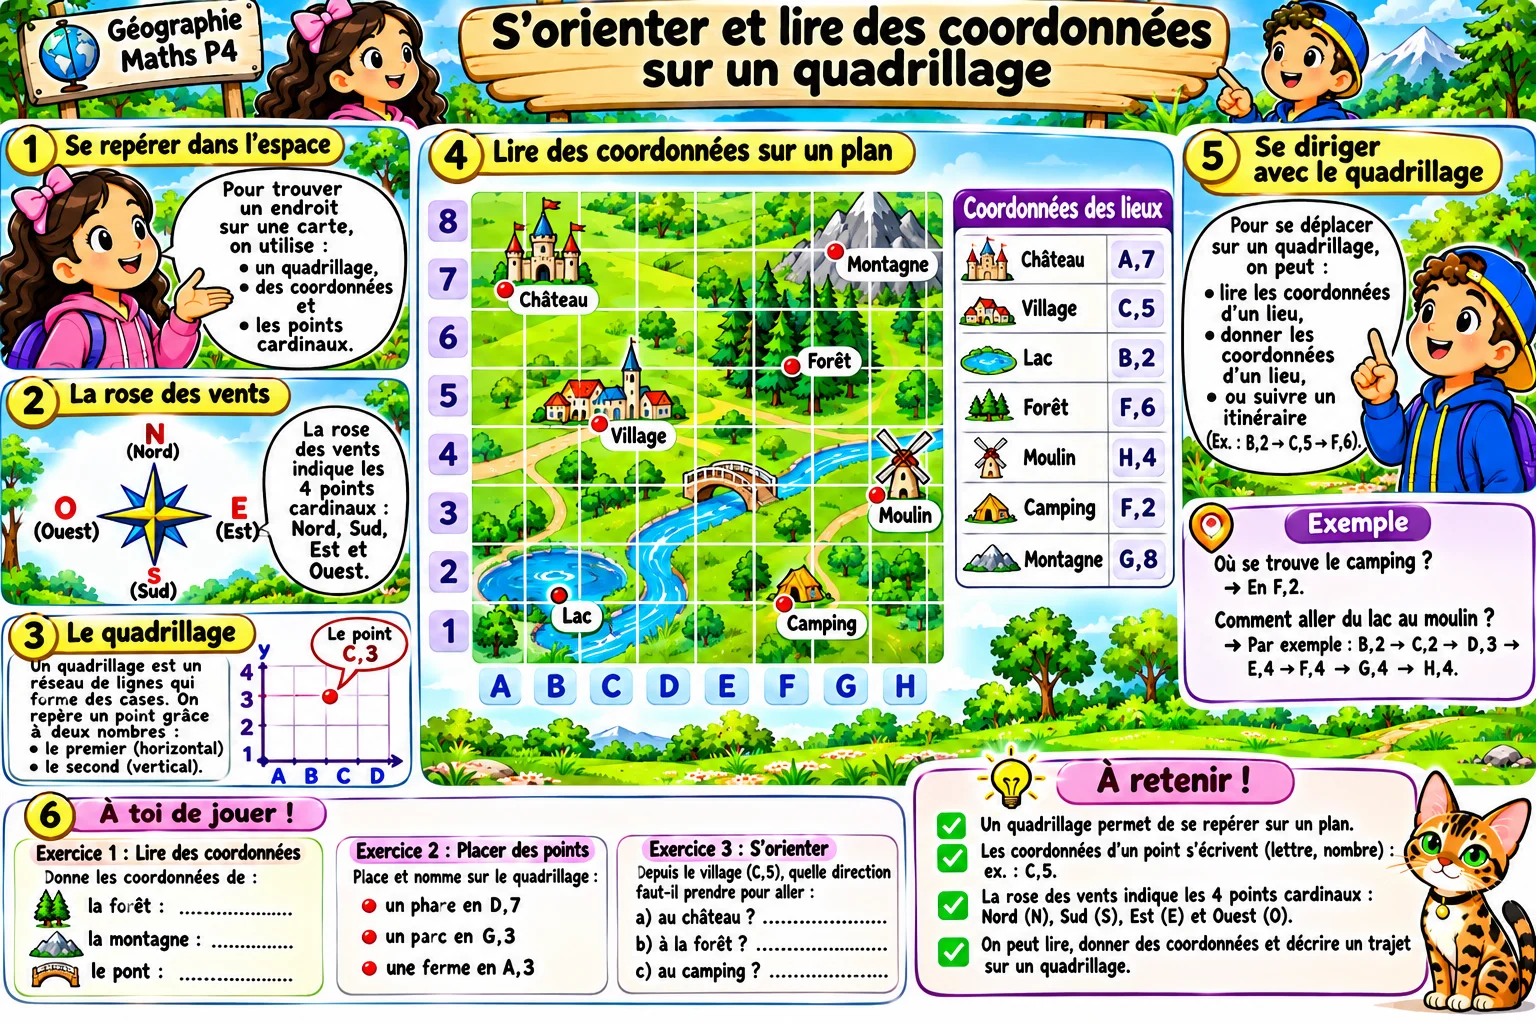 Géographie
Maths P4
S'orienter et lire des coordonnées
sur un quadrillage
1 Se repérer dans l'espace
Pour trouver
un endroit
sur une carte,
on utilise :
• un quadrillage,
• des coordonnées
et
• les points
cardinaux.
2 La rose des vents
N
(Nord)
O
(Ouest)
E
(Est)
S
(Sud)
La rose
des vents
indique les
4 points
cardinaux :
Nord, Sud,
Est et
Ouest.
3 Le quadrillage
Un quadrillage est un
réseau de lignes qui
forme des cases. On
repère un point grâce
à deux nombres :
• le premier (horizontal)
• le second (vertical).
Le point
C,3
y
4
3
2
1
A B C D
4 Lire des coordonnées sur un plan
8
7
6
5
4
3
2
1
A B C D E F G H
Montagne
Château
Forêt
Village
Moulin
Lac
Camping
Coordonnées des lieux
Château A,7
Village C,5
Lac B,2
Forêt F,6
Moulin H,4
Camping F,2
Montagne G,8
5 Se diriger
avec le quadrillage
Pour se déplacer
sur un quadrillage,
on peut :
• lire les coordonnées
d'un lieu,
• donner les
coordonnées
d'un lieu,
• ou suivre un
itinéraire
(Ex. : B,2 → C,5 → F,6).
Exemple
Où se trouve le camping ?
→ En F,2.
Comment aller du lac au moulin ?
→ Par exemple : B,2 → C,2 → D,3 →
E,4 → F,4 → G,4 → H,4.
6 À toi de jouer !
Exercice 1 : Lire des coordonnées
Donne les coordonnées de :
la forêt : ......................
la montagne : ................
le pont : ......................
Exercice 2 : Placer des points
Place et nomme sur le quadrillage :
un phare en D,7
un parc en G,3
une ferme en A,3
Exercice 3 : S'orienter
Depuis le village (C,5), quelle direction
faut-il prendre pour aller :
a) au château ? ........................
b) à la forêt ? ..........................
c) au camping ? ......................
À retenir !
Un quadrillage permet de se repérer sur un plan.
Les coordonnées d'un point s'écrivent (lettre, nombre) :
ex. : C,5.
La rose des vents indique les 4 points cardinaux :
Nord (N), Sud (S), Est (E) et Ouest (O).
On peut lire, donner des coordonnées et décrire un trajet
sur un quadrillage.